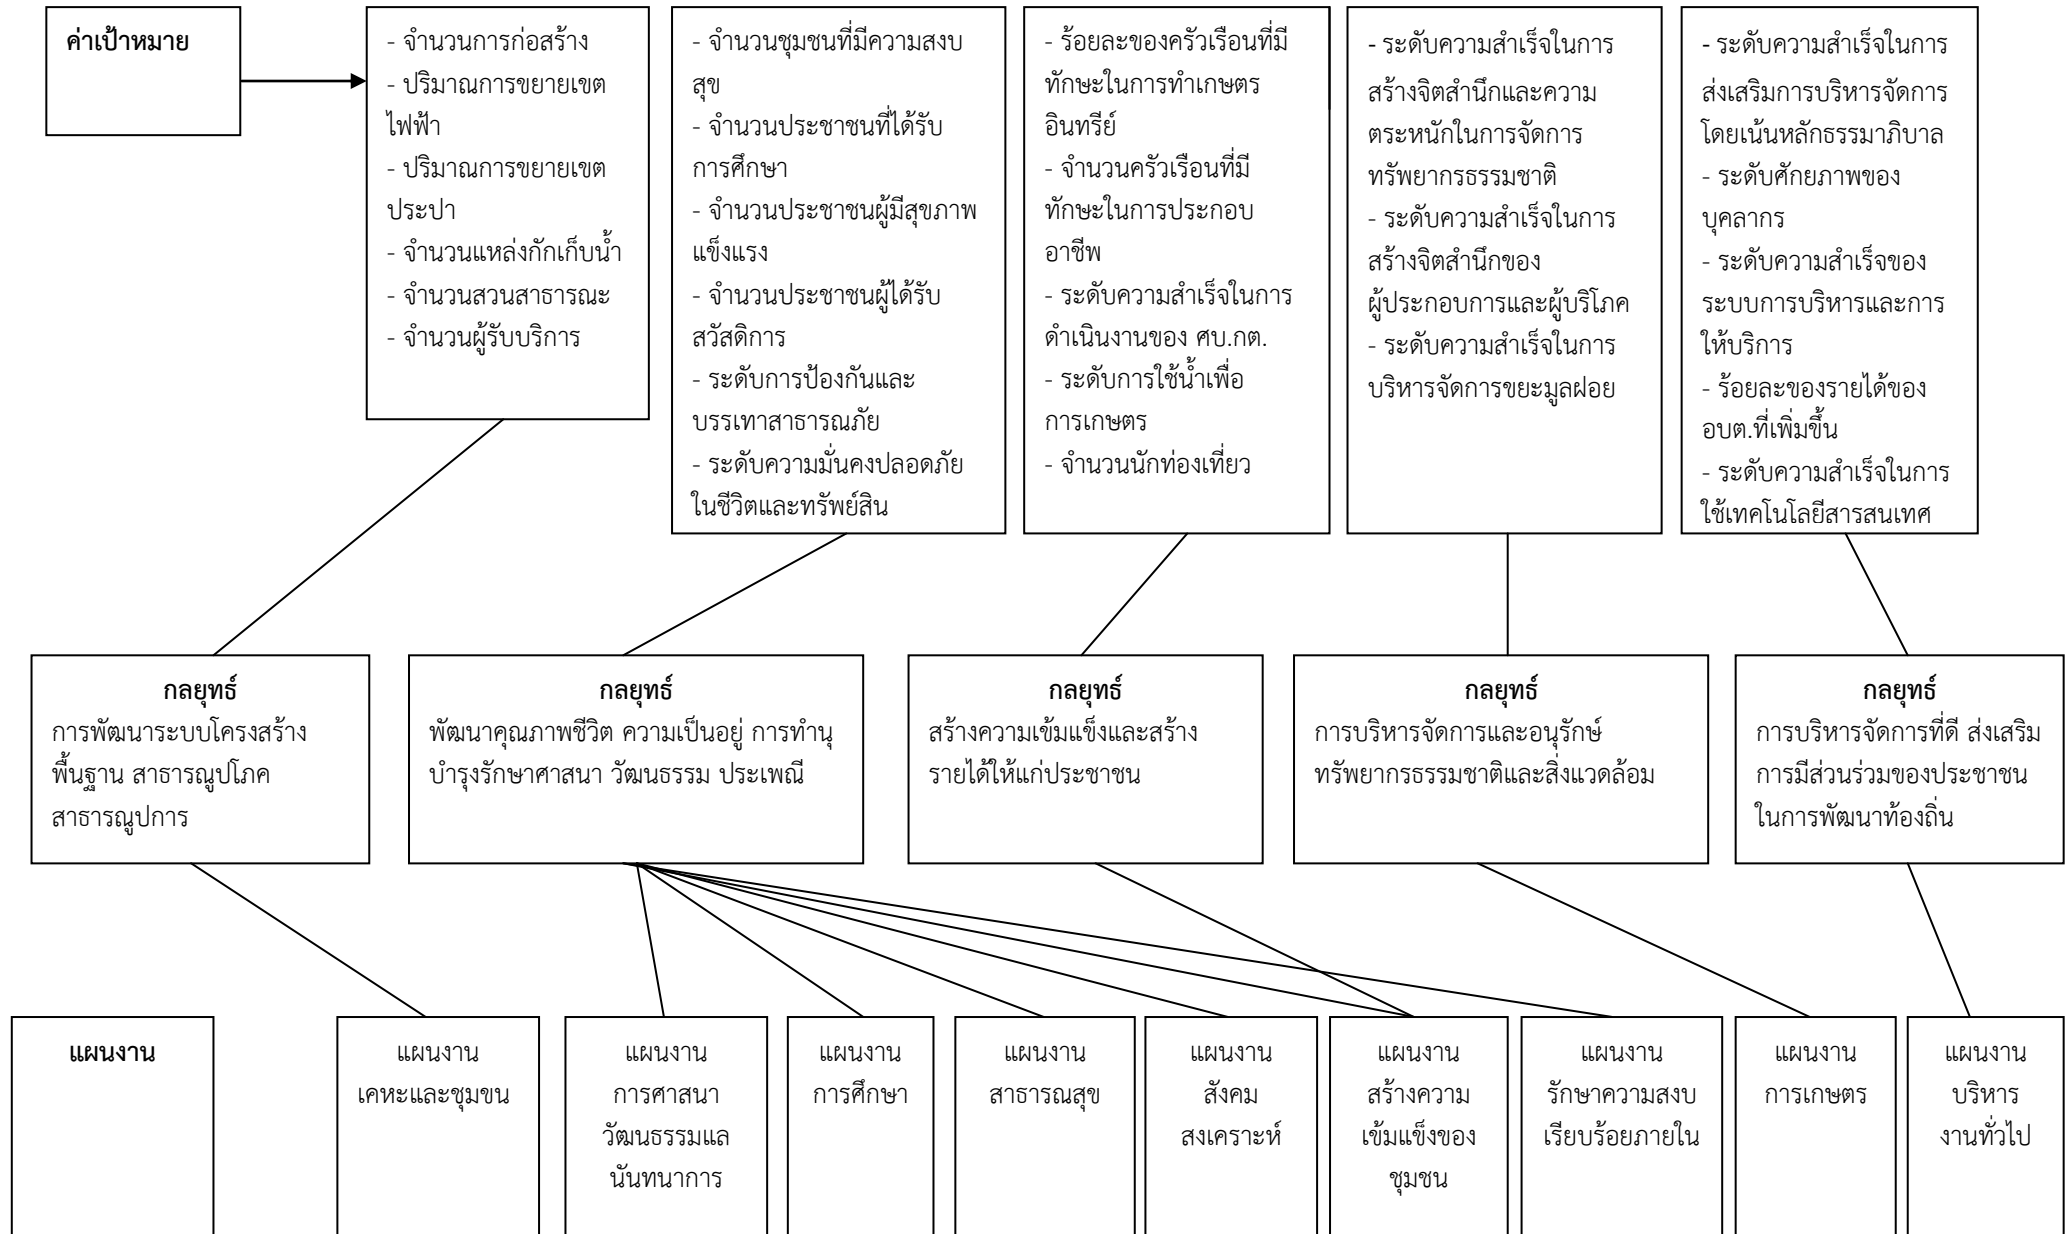 ค่าเป้าหมาย
- จำนวนการก่อสร้าง
- ปริมาณการขยายเขต
ไฟฟ้า
- ปริมาณการขยายเขต
ประปา
- จำนวนแหล่งกักเก็บน้ำ
- จำนวนสวนสาธารณะ
- จำนวนผู้รับบริการ
- จำนวนชุมชนที่มีความสงบ
สุข
- จำนวนประชาชนที่ได้รับ
การศึกษา
- จำนวนประชาชนผู้มีสุขภาพ
แข็งแรง
- จำนวนประชาชนผู้ได้รับ
สวัสดิการ
- ระดับการป้องกันและ
บรรเทาสาธารณภัย
- ระดับความมั่นคงปลอดภัย
ในชีวิตและทรัพย์สิน
- ร้อยละของครัวเรือนที่มี
ทักษะในการทำเกษตร
อินทรีย์
- จำนวนครัวเรือนที่มี
ทักษะในการประกอบ
อาชีพ
- ระดับความสำเร็จในการ
ดำเนินงานของ ศบ.กต.
- ระดับการใช้น้ำเพื่อ
การเกษตร
- จำนวนนักท่องเที่ยว
- ระดับความสำเร็จในการ
สร้างจิตสำนึกและความ
ตระหนักในการจัดการ
ทรัพยากรธรรมชาติ
- ระดับความสำเร็จในการ
สร้างจิตสำนึกของ
ผู้ประกอบการและผู้บริโภค
- ระดับความสำเร็จในการ
บริหารจัดการขยะมูลฝอย
- ระดับความสำเร็จในการ
ส่งเสริมการบริหารจัดการ
โดยเน้นหลักธรรมาภิบาล
- ระดับศักยภาพของ
บุคลากร
- ระดับความสำเร็จของ
ระบบการบริหารและการ
ให้บริการ
- ร้อยละของรายได้ของ
อบต.ที่เพิ่มขึ้น
- ระดับความสำเร็จในการ
ใช้เทคโนโลยีสารสนเทศ
กลยุทธ์
การพัฒนาระบบโครงสร้าง
พื้นฐาน สาธารณูปโภค
สาธารณูปการ
กลยุทธ์
พัฒนาคุณภาพชีวิต ความเป็นอยู่ การทำนุ
บำรุงรักษาศาสนา วัฒนธรรม ประเพณี
กลยุทธ์
สร้างความเข้มแข็งและสร้าง
รายได้ให้แก่ประชาชน
กลยุทธ์
การบริหารจัดการและอนุรักษ์
ทรัพยากรธรรมชาติและสิ่งแวดล้อม
กลยุทธ์
การบริหารจัดการที่ดี ส่งเสริม
การมีส่วนร่วมของประชาชน
ในการพัฒนาท้องถิ่น
แผนงาน
แผนงาน
เคหะและชุมขน
แผนงาน
การศาสนา
วัฒนธรรมแล
นันทนาการ
แผนงาน
การศึกษา
แผนงาน
สาธารณสุข
แผนงาน
สังคม
สงเคราะห์
แผนงาน
สร้างความ
เข้มแข็งของ
ชุมชน
แผนงาน
รักษาความสงบ
เรียบร้อยภายใน
แผนงาน
การเกษตร
แผนงาน
บริหาร
งานทั่วไป